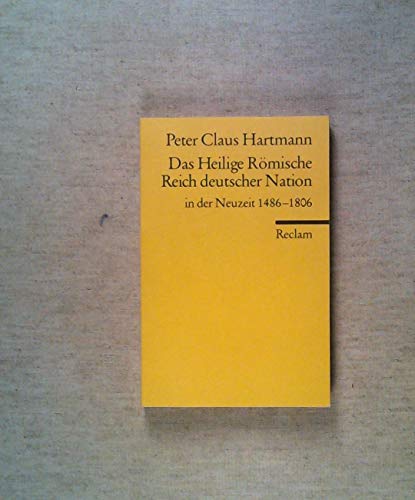 Peter Claus Hartmann
Das Heilige Römische
Reich deutscher Nation
in der Neuzeit 1486–1806
Reclam